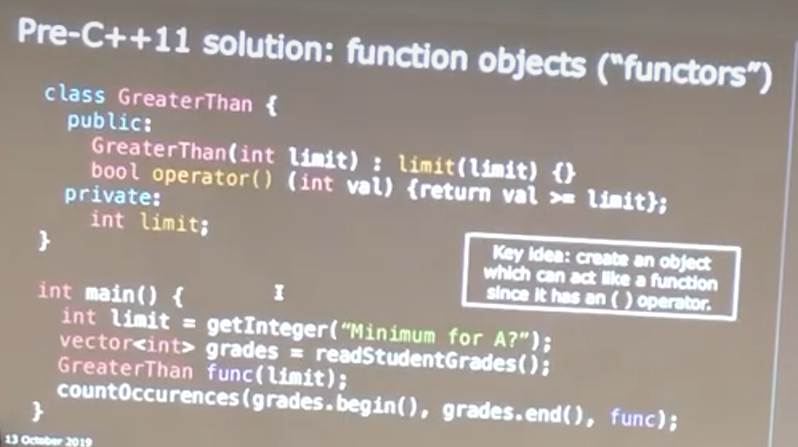 Pre-C++11 solution: function objects (“functors”)
class GreaterThan {
public:
GreaterThan(int limit) : limit(limit) {}
bool operator() (int val) {return val >= limit};
private:
int limit;
}
Key idea: create an object
which can act like a function
since it has an ( ) operator.
int main() {
int limit = getInteger(“Minimum for A?”);
vector<int> grades = readStudentGrades();
GreaterThan func(limit);
countOccurences(grades.begin(), grades.end(), func);
}
13 October 2019